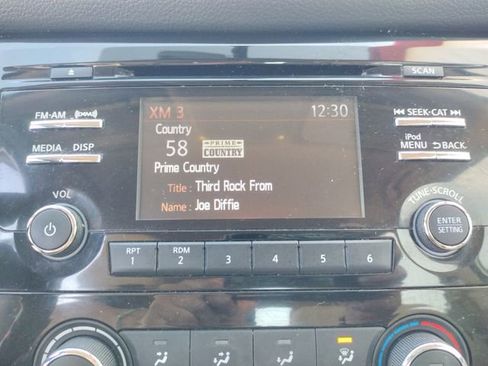 SCAN
FM·AM
((XM))
XM 3
12:30
SEEK·CAT
Country
iPod
MEDIA
DISP
58
PRIME
COUNTRY
MENU
BACK
Prime Country
VOL
Title : Third Rock From
TUNE·SCROLL
Name : Joe Diffie
ENTER
SETTING
RPT
RDM
1
2
3
4
5
6